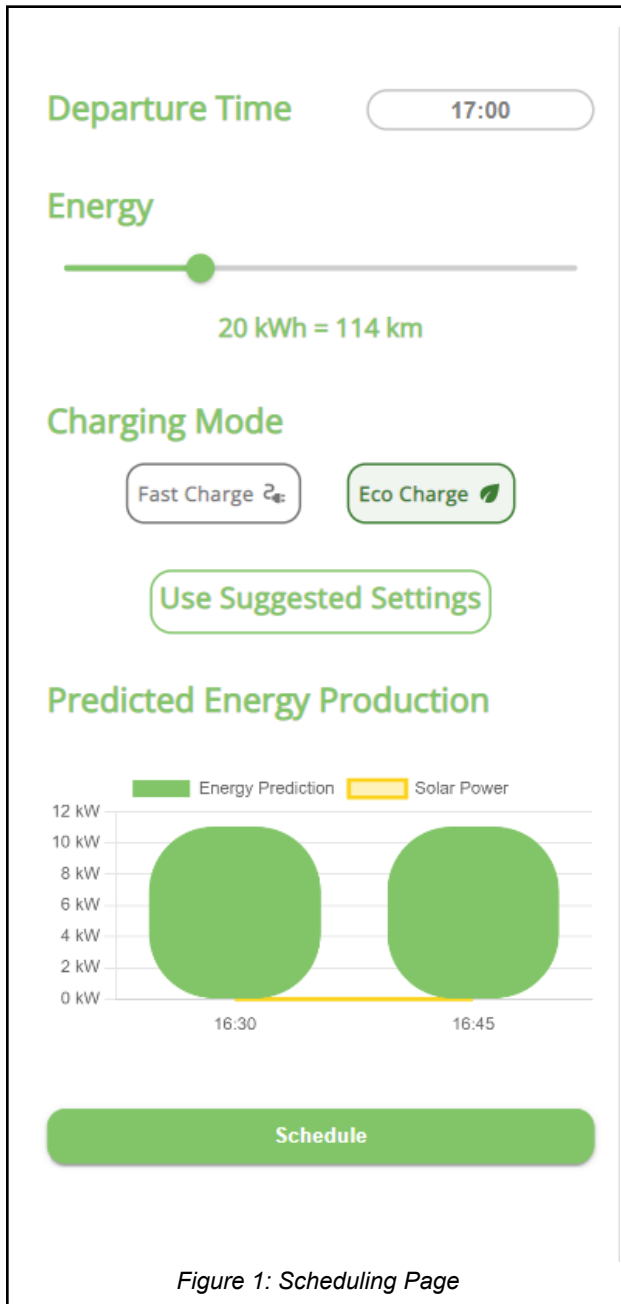 Departure Time 17:00
Energy
20 kWh = 114 km
Charging Mode
Fast Charge Eco Charge
Use Suggested Settings
Predicted Energy Production
Energy Prediction Solar Power
12 kW
10 kW
8 kW
6 kW
4 kW
2 kW
0 kW
16:30 16:45
Schedule
Figure 1: Scheduling Page